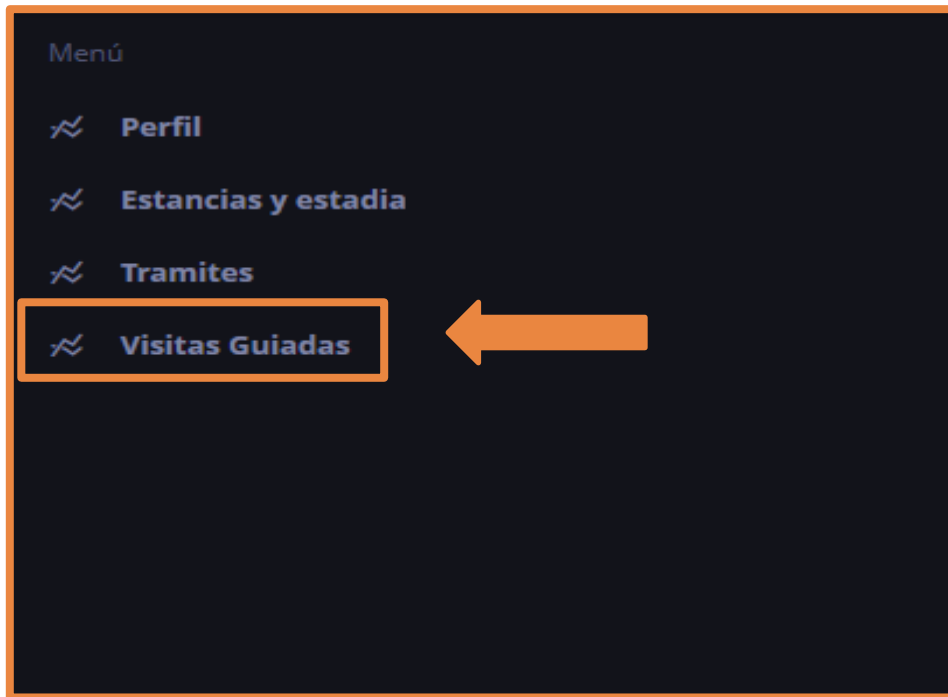 Menú
Perfil
Estancias y estadia
Tramites
Visitas Guiadas